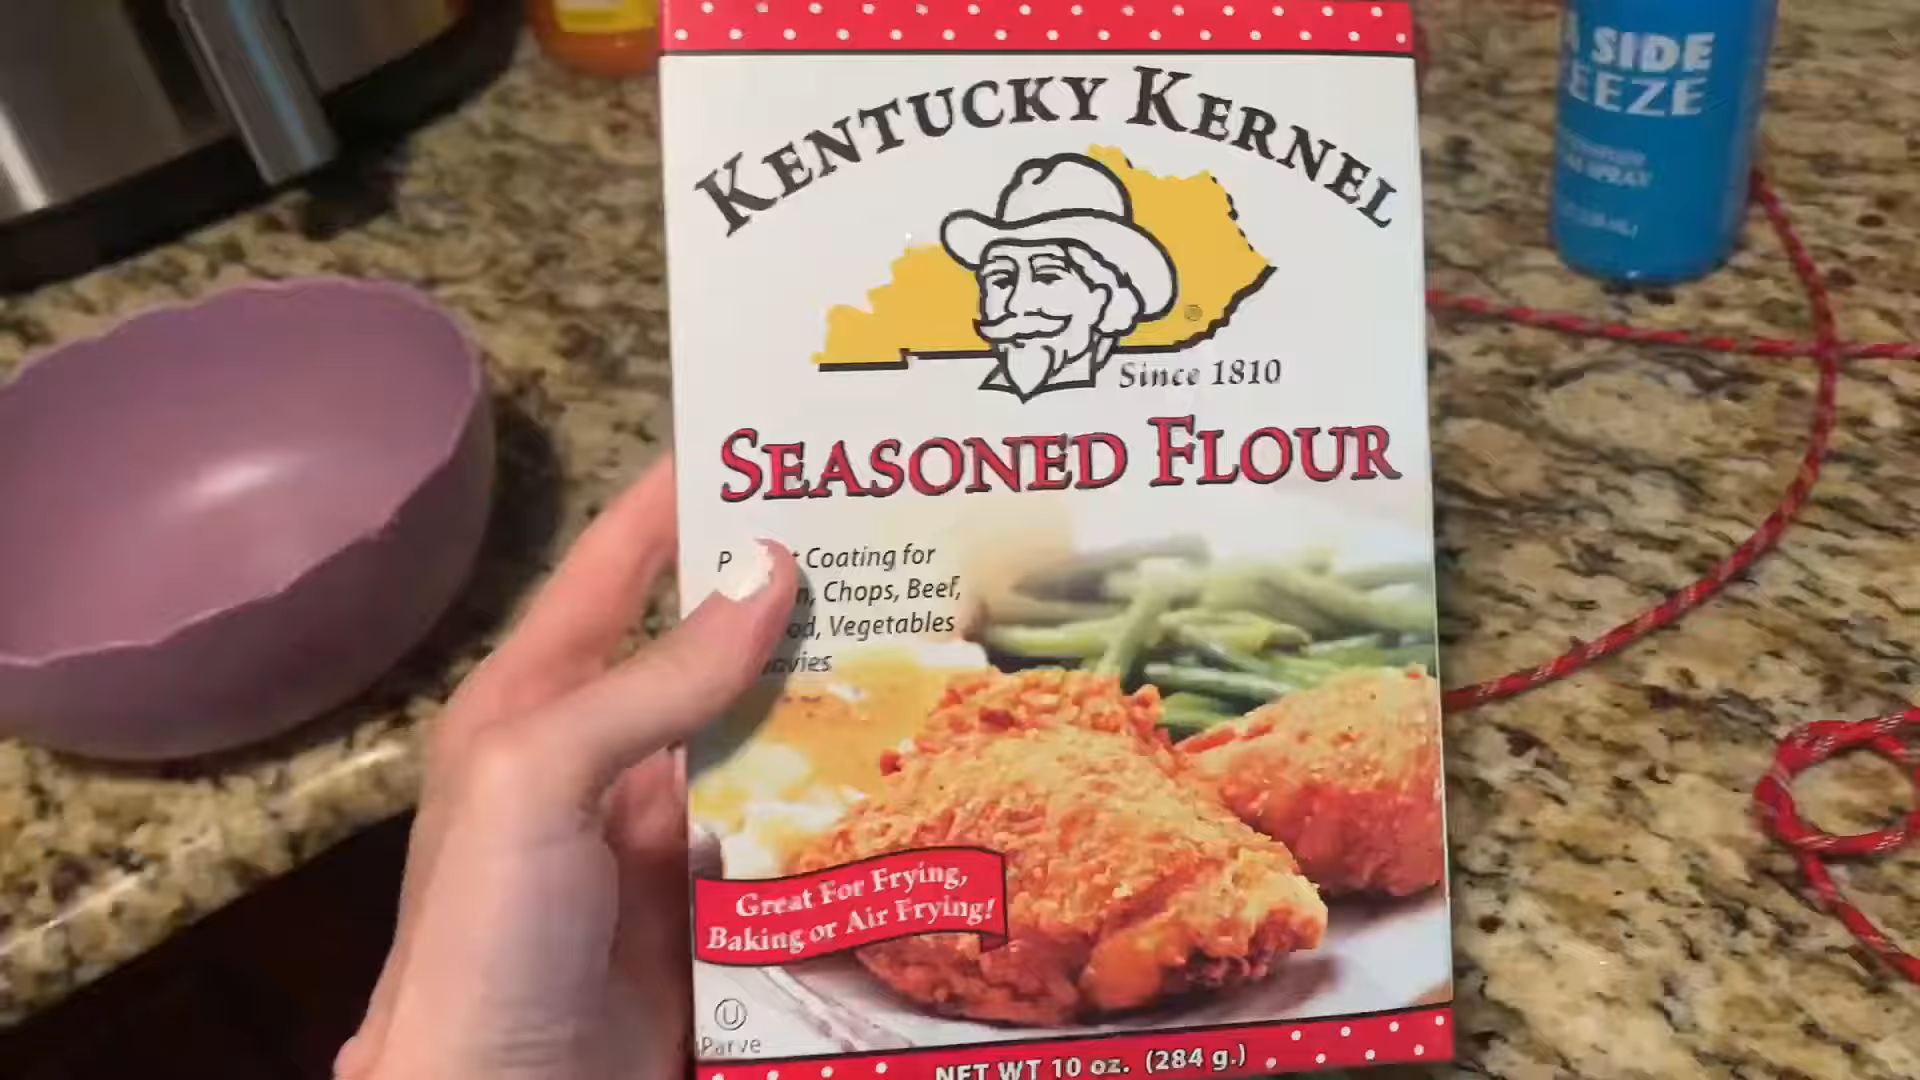 KENTUCKY KERNEL
®
Since 1810
SEASONED FLOUR
Coating for
Chops, Beef,
Vegetables
Great For Frying,
Baking or Air Frying!
U
Parve
NET WT 10 oz. (284 g.)
SIDE